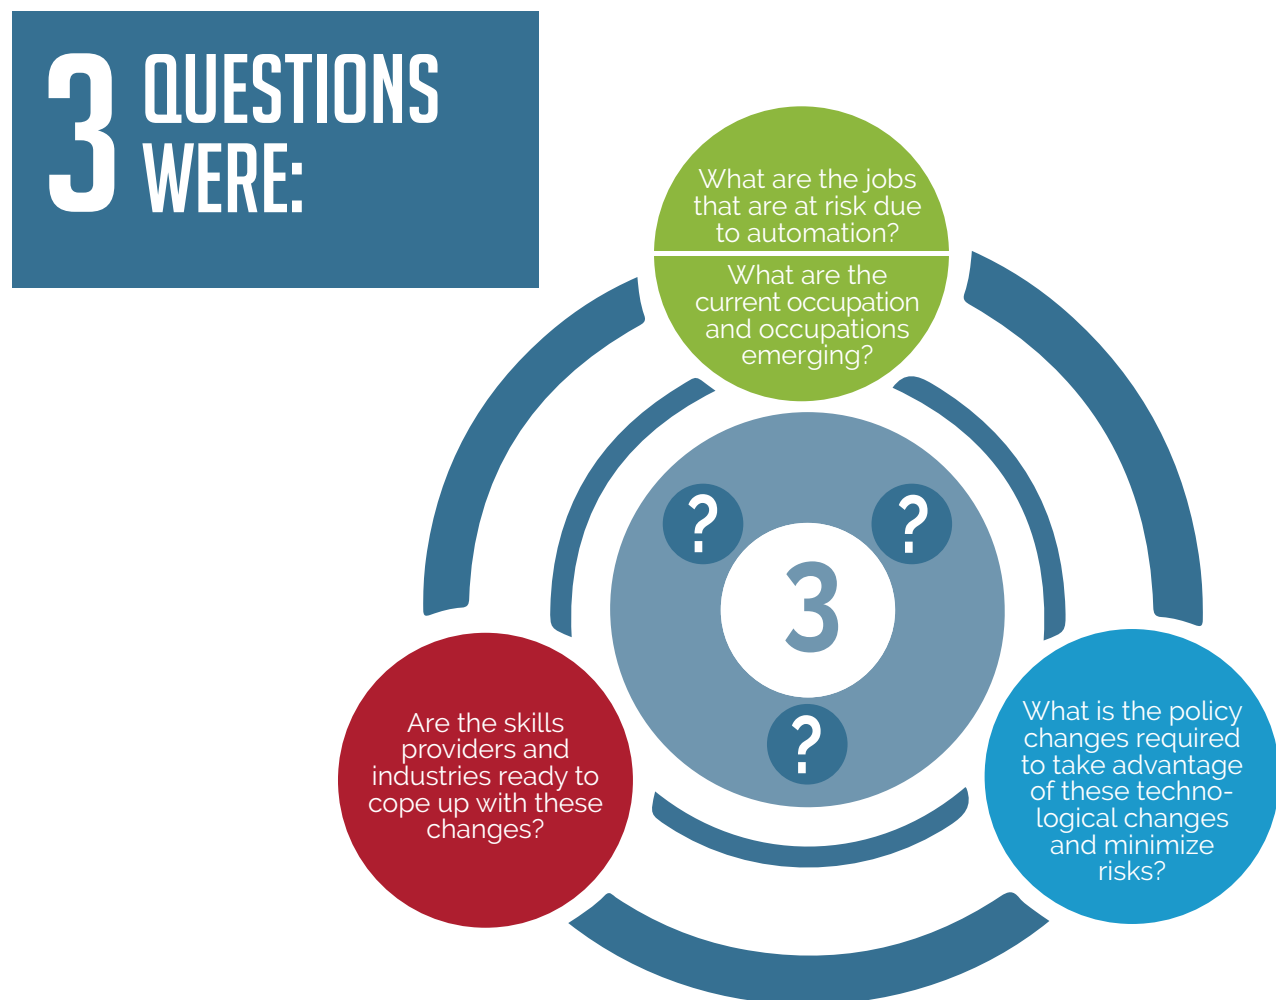 3 QUESTIONS
WERE:
What are the jobs
that are at risk due
to automation?
What are the
current occupation
and occupations
emerging?
?
?
3
?
Are the skills
providers and
industries ready to
cope up with these
changes?
What is the policy
changes required
to take advantage
of these techno-
logical changes
and minimize
risks?